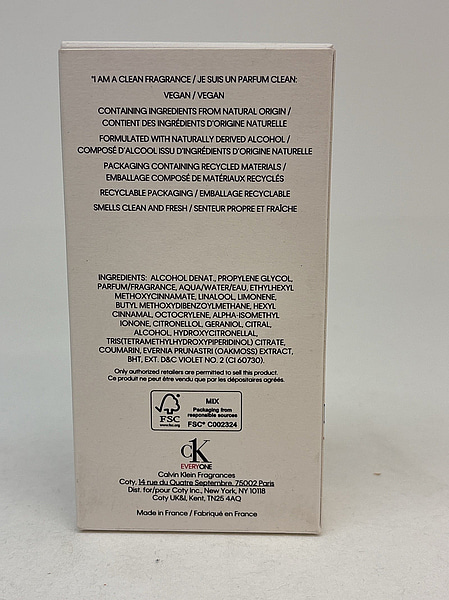 "I AM A CLEAN FRAGRANCE / JE SUIS UN PARFUM CLEAN:
VEGAN / VEGAN
CONTAINING INGREDIENTS FROM NATURAL ORIGIN /
CONTIENT DES INGRÉDIENTS D'ORIGINE NATURELLE
FORMULATED WITH NATURALLY DERIVED ALCOHOL /
COMPOSÉ D'ALCOOL ISSU D'INGRÉDIENTS D'ORIGINE NATURELLE
PACKAGING CONTAINING RECYCLED MATERIALS /
EMBALLAGE COMPOSÉ DE MATÉRIAUX RECYCLÉS
RECYCLABLE PACKAGING / EMBALLAGE RECYCLABLE
SMELLS CLEAN AND FRESH / SENTEUR PROPRE ET FRAÎCHE
INGREDIENTS: ALCOHOL DENAT., PROPYLENE GLYCOL,
PARFUM/FRAGRANCE, AQUA/WATER/EAU, ETHYLHEXYL
METHOXYCINNAMATE, LINALOOL, LIMONENE,
BUTYL METHOXYDIBENZOYLMETHANE, HEXYL
CINNAMAL, OCTOCRYLENE, ALPHA-ISOMETHYL
IONONE, CITRONELLOL, GERANIOL, CITRAL,
ALCOHOL, HYDROXYCITRONELLAL,
TRIS(TETRAMETHYLHYDROXYPIPERIDINOL) CITRATE,
COUMARIN, EVERNIA PRUNASTRI (OAKMOSS) EXTRACT,
BHT, EXT. D&C VIOLET NO. 2 (CI 60730).
Only authorized retailers are permitted to sell this product.
Ce produit ne peut être vendu que par les dépositaires agréés.
FSC
www.fsc.org
MIX
Packaging from
responsible sources
FSC® C002324
cK
EVERYONE
Calvin Klein Fragrances
Coty, 14 rue du Quatre Septembre, 75002 Paris
Dist. for/pour Coty Inc., New York, NY 10118
Coty UK&I, Kent, TN25 4AQ
Made in France / Fabriqué en France